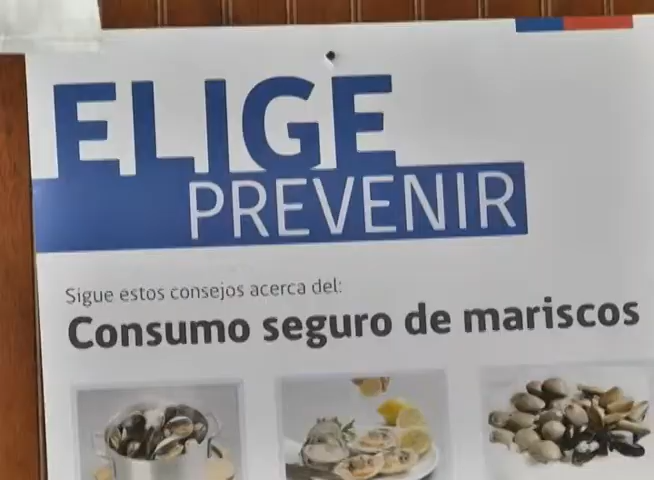 ELIGE
PREVENIR
Sigue estos consejos acerca del:
Consumo seguro de mariscos